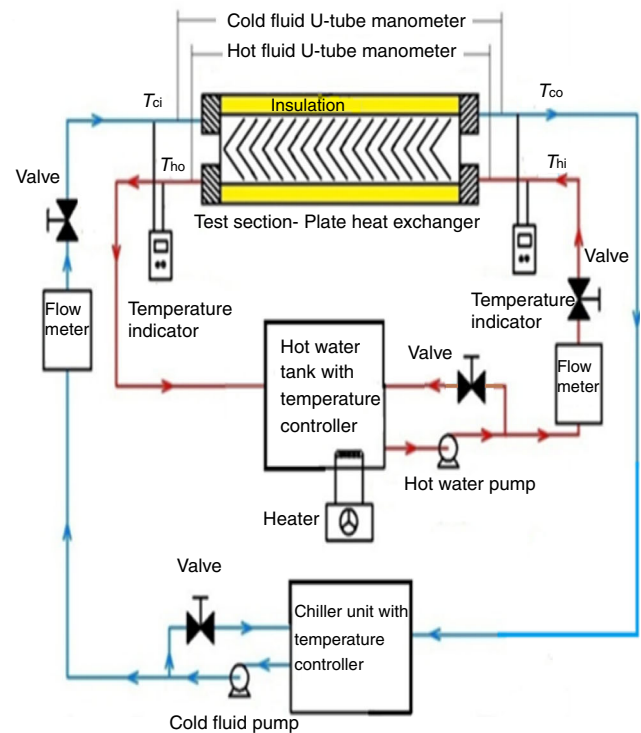 Cold fluid U-tube manometer
Hot fluid U-tube manometer
Tci
Insulation
Tco
Tho
Thi
Valve
Test section- Plate heat exchanger
Valve
Flow
meter
Temperature
indicator
Temperature
indicator
Hot water
tank with
temperature
controller
Valve
Flow
meter
Hot water pump
Heater
Valve
Chiller unit with
temperature
controller
Cold fluid pump